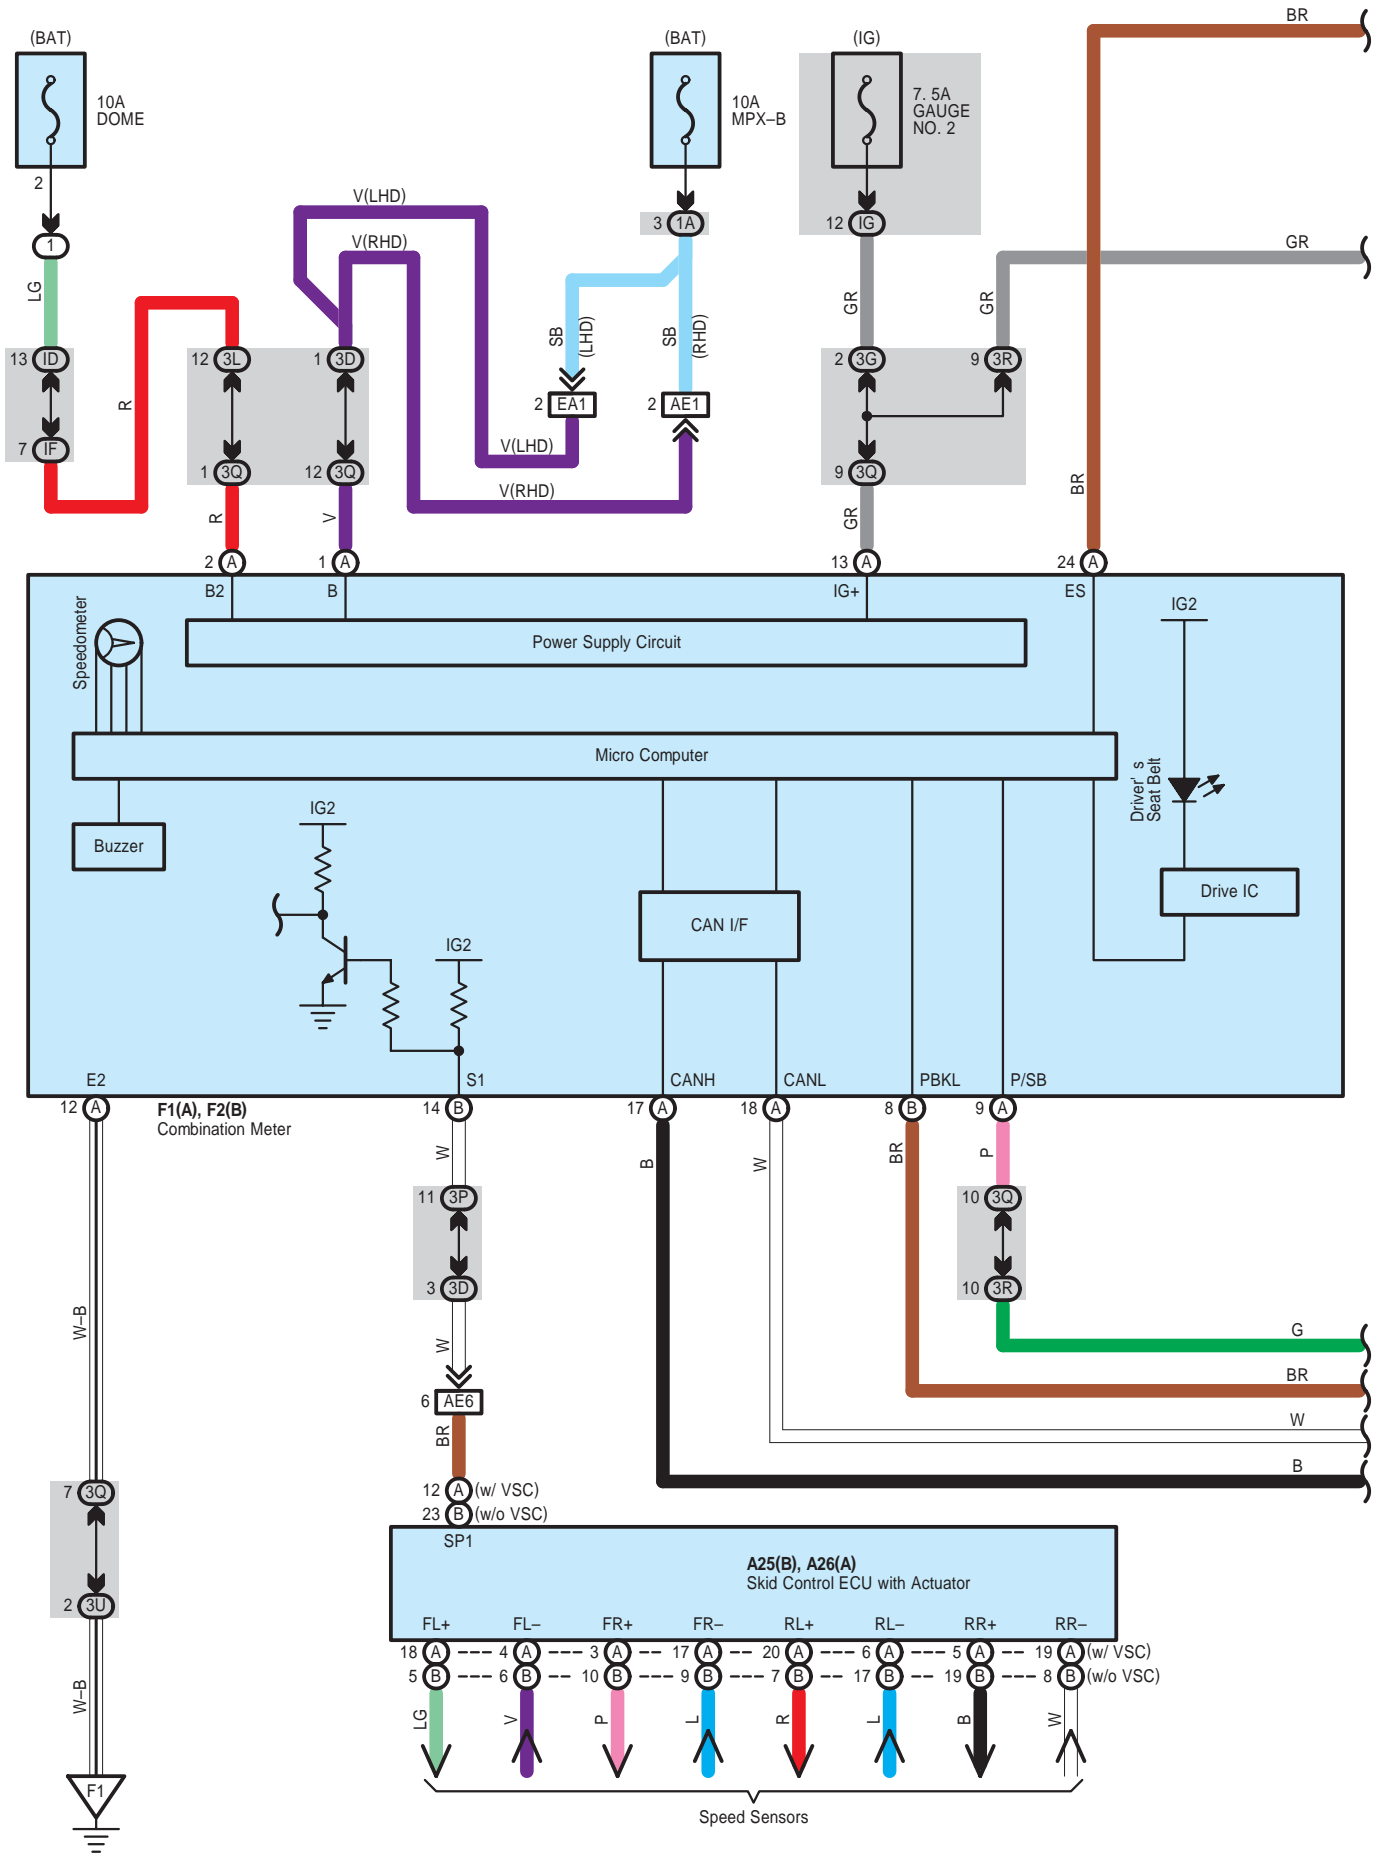 BR
(BAT)
(BAT)
(IG)
10A
DOME
10A
MPX–B
7. 5A
GAUGE
NO. 2
2
V(LHD)
3 1A
12 IG
1
V(RHD)
GR
LG
SB
(LHD)
SB
(RHD)
GR
GR
13 ID
12 3L
1 3D
2 3G
9 3R
R
2 EA1
2 AE1
7 IF
V(LHD)
1 3Q
12 3Q
9 3Q
V(RHD)
BR
R
V
GR
2 A
1 A
13 A
24 A
B2
B
IG+
ES
IG2
Speedometer
Power Supply Circuit
Micro Computer
Driver' s
Seat Belt
IG2
Buzzer
Drive IC
CAN I/F
IG2
E2
S1
CANH
CANL
PBKL
P/SB
12 A
F1(A), F2(B)
Combination Meter
14 B
17 A
18 A
8 B
9 A
W
B
W
BR
P
11 3P
10 3Q
3 3D
10 3R
W–B
W
G
BR
6 AE6
W
BR
B
7 3Q
12 A (w/ VSC)
23 B (w/o VSC)
SP1
A25(B), A26(A)
Skid Control ECU with Actuator
2 3U
FL+
FL–
FR+
FR–
RL+
RL–
RR+
RR–
18 A 4 A 3 A 17 A 20 A 6 A 5 A 19 A (w/ VSC)
5 B 6 B 10 B 9 B 7 B 17 B 19 B 8 B (w/o VSC)
W–B
LG
V
P
L
R
L
B
W
F1
Speed Sensors